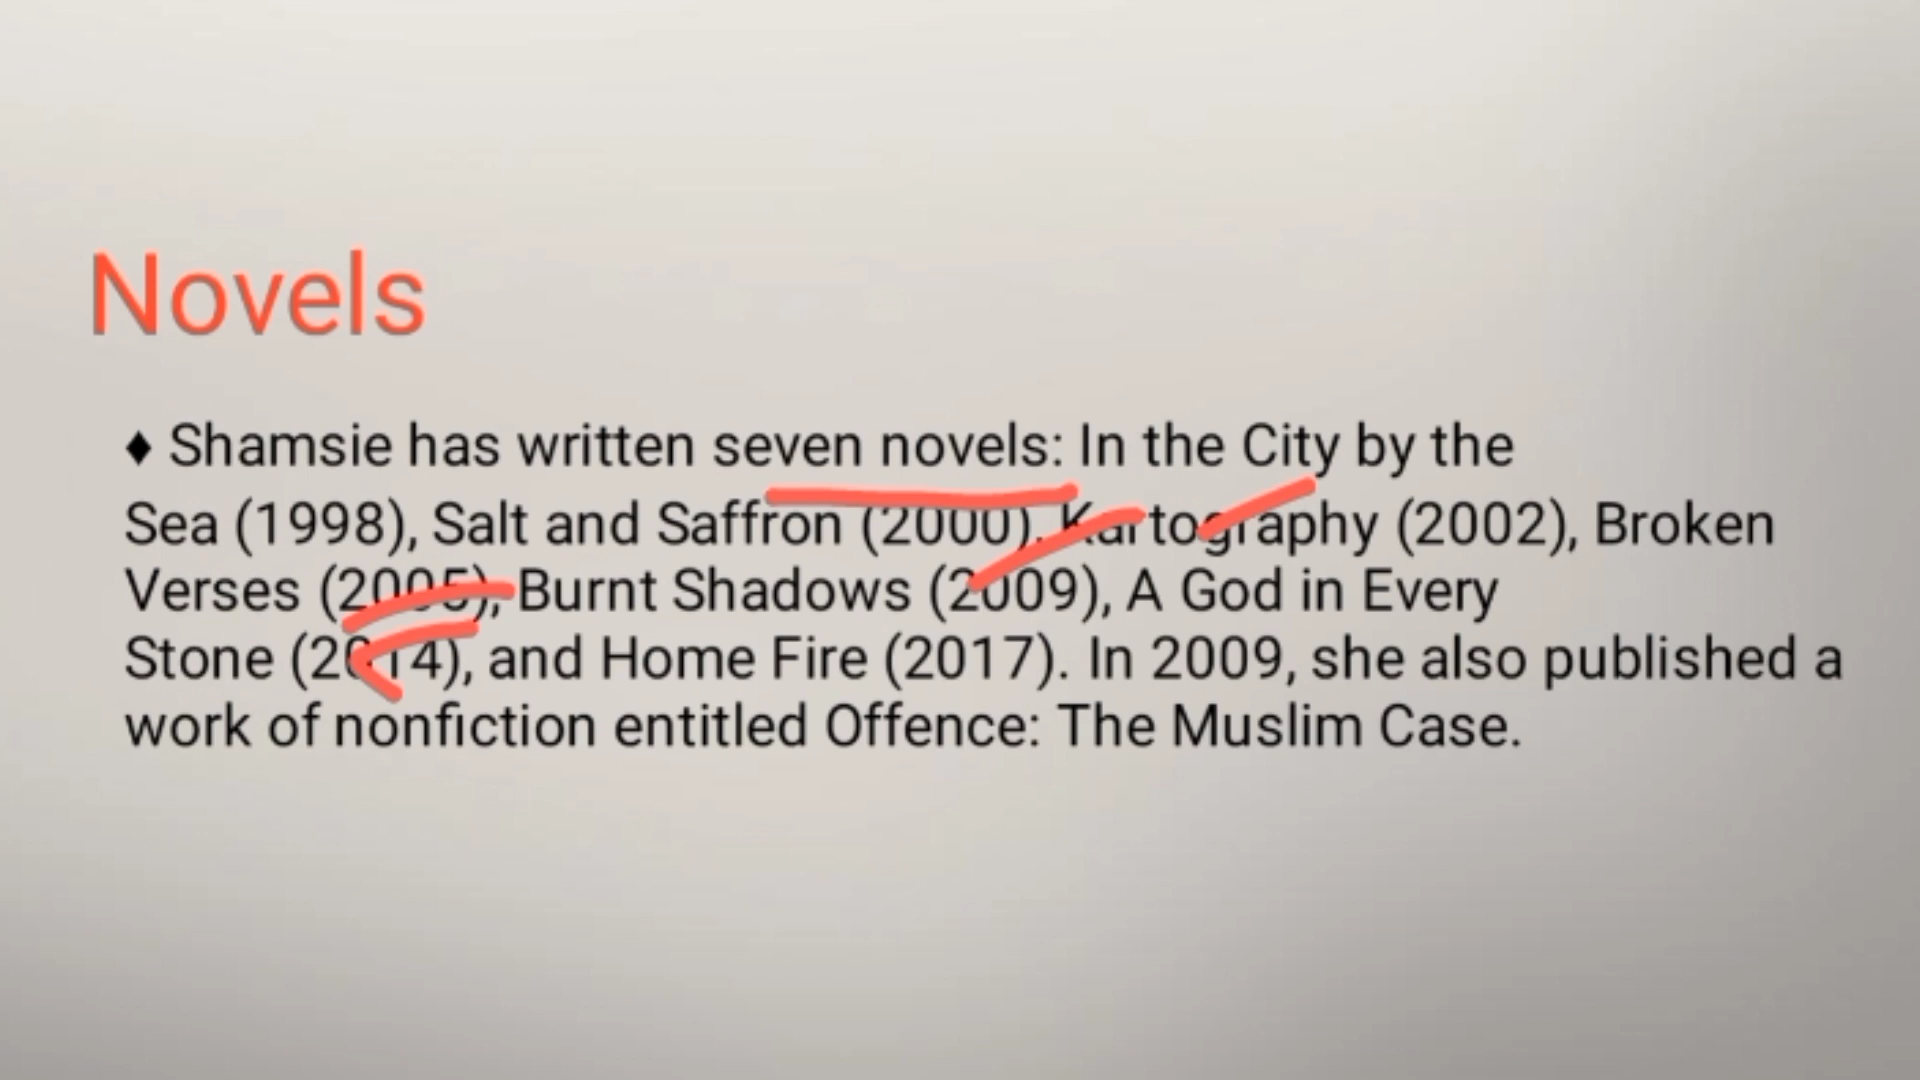 Novels
♦ Shamsie has written seven novels: In the City by the
Sea (1998), Salt and Saffron (2000), Kartography (2002), Broken
Verses (2005), Burnt Shadows (2009), A God in Every
Stone (2014), and Home Fire (2017). In 2009, she also published a
work of nonfiction entitled Offence: The Muslim Case.